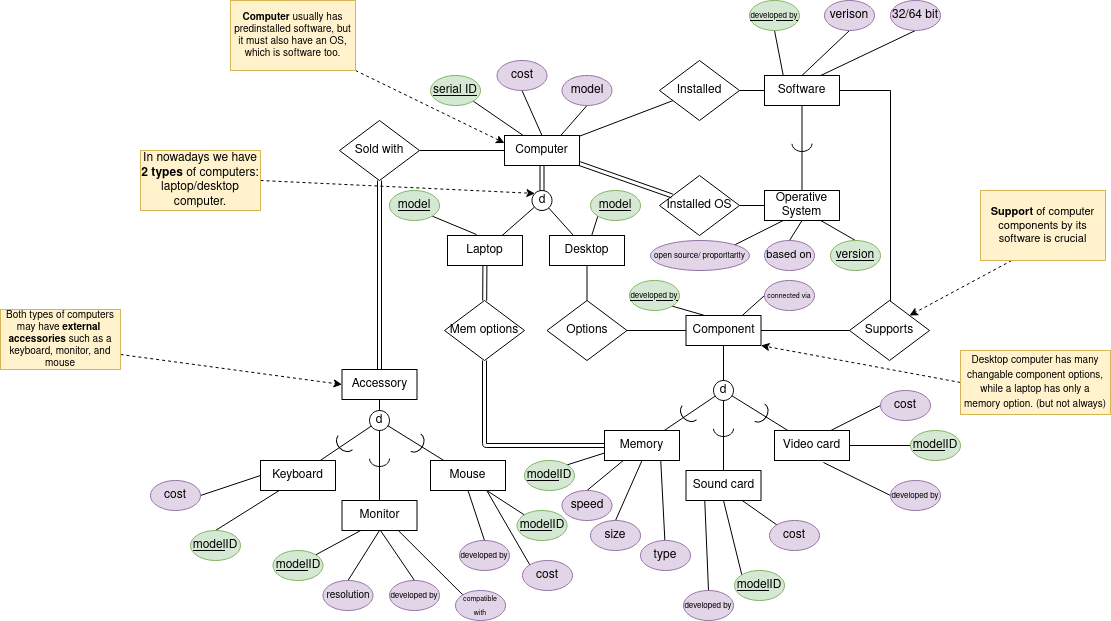 Computer usually has
predinstalled software, but
it must also have an OS,
which is software too.
developed by
verison
32/64 bit
serial ID
cost
model
Installed
Software
Sold with
Computer
In nowadays we have
2 types of computers:
laptop/desktop
computer.
d
model
model
Installed OS
Operative
System
Support of computer
components by its
software is crucial
Laptop
Desktop
open source/ proporitarity
based on
version
developed by
connected via
Both types of computers
may have external
accessories such as a
keyboard, monitor, and
mouse
Mem options
Options
Component
Supports
Desktop computer has many
changable component options,
while a laptop has only a
memory option. (but not always)
Accessory
d
d
cost
Memory
Video card
modelID
Keyboard
Mouse
modelID
Sound card
cost
Monitor
speed
developed by
modelID
modelID
size
cost
modelID
developed by
type
cost
modelID
resolution
developed by
compatible
with
developed by